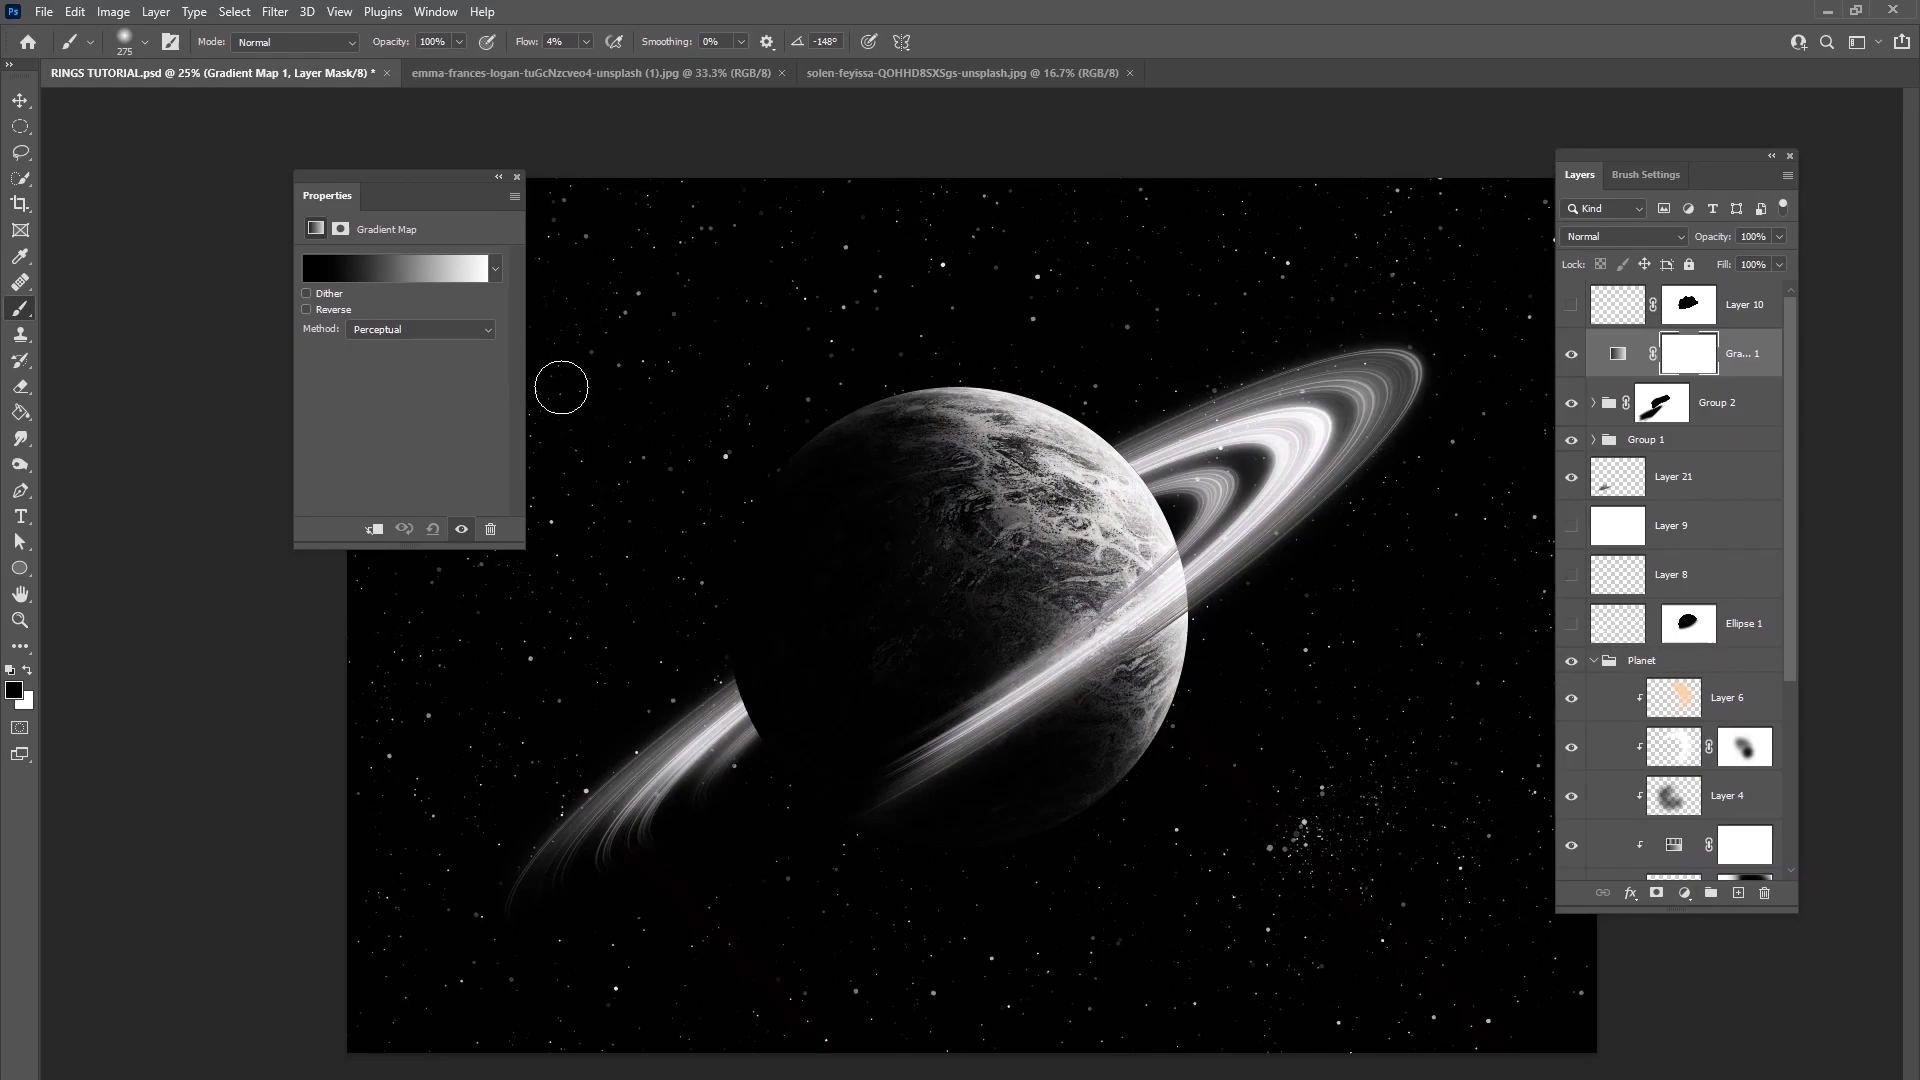 Ps File Edit Image Layer Type Select Filter 3D View Plugins Window Help
275 Mode: Normal Opacity: 100% Flow: 4% Smoothing: 0% -148°
RINGS TUTORIAL.psd @ 25% (Gradient Map 1, Layer Mask/8) * emma-frances-logan-tuGcNzcveo4-unsplash (1).jpg @ 33.3% (RGB/8) solen-feyissa-QOHHD8SXSgs-unsplash.jpg @ 16.7% (RGB/8)
Properties
Gradient Map
Dither
Reverse
Method: Perceptual
Layers Brush Settings
Kind
Normal Opacity: 100%
Lock: Fill: 100%
Layer 10
Gra... 1
Group 2
Group 1
Layer 21
Layer 9
Layer 8
Ellipse 1
Planet
Layer 6
Layer 4
fx